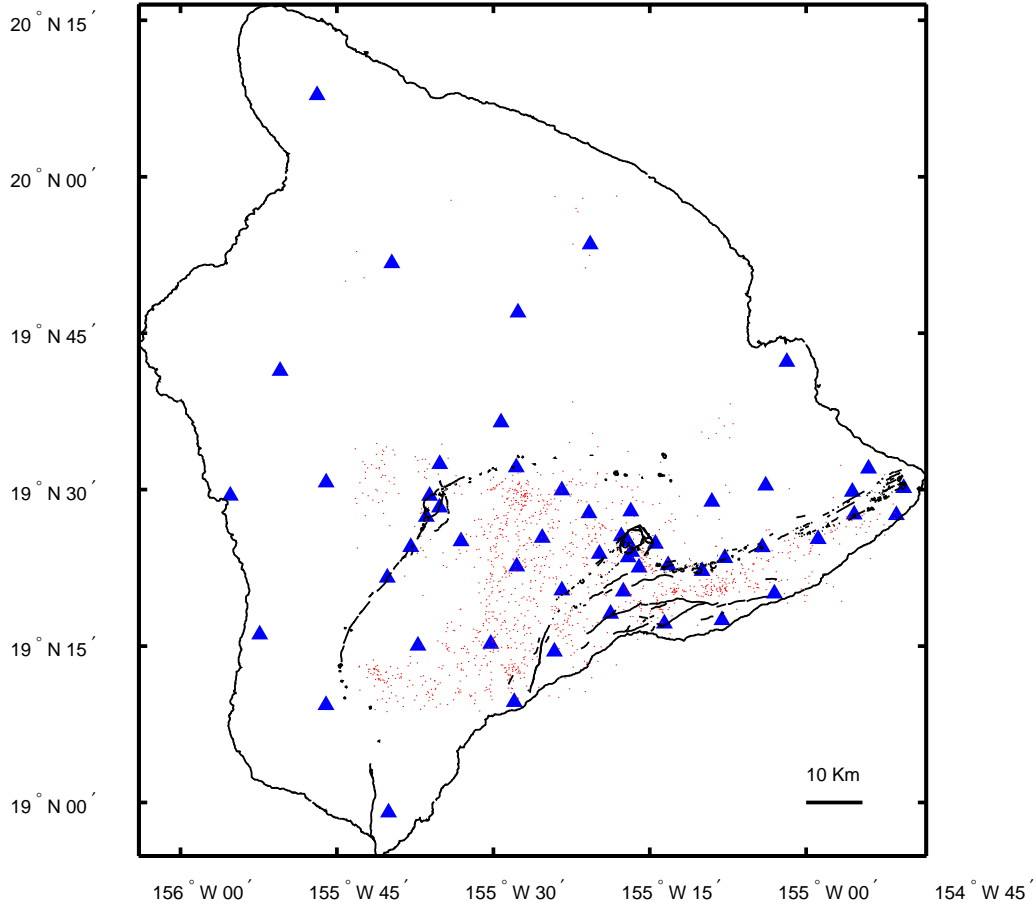 20° N 15′
20° N 00′
19° N 45′
19° N 30′
19° N 15′
19° N 00′
10 Km
156° W 00′ 155° W 45′ 155° W 30′ 155° W 15′ 155° W 00′ 154° W 45′